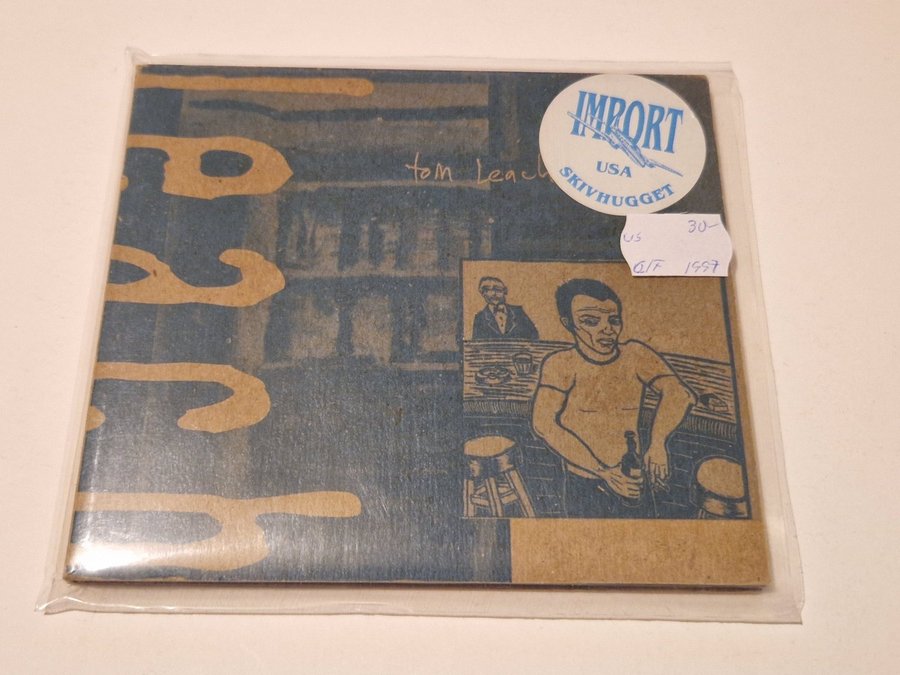 tom Leach
IMPORT
USA
SKIVHUGGET
US 30-
1997